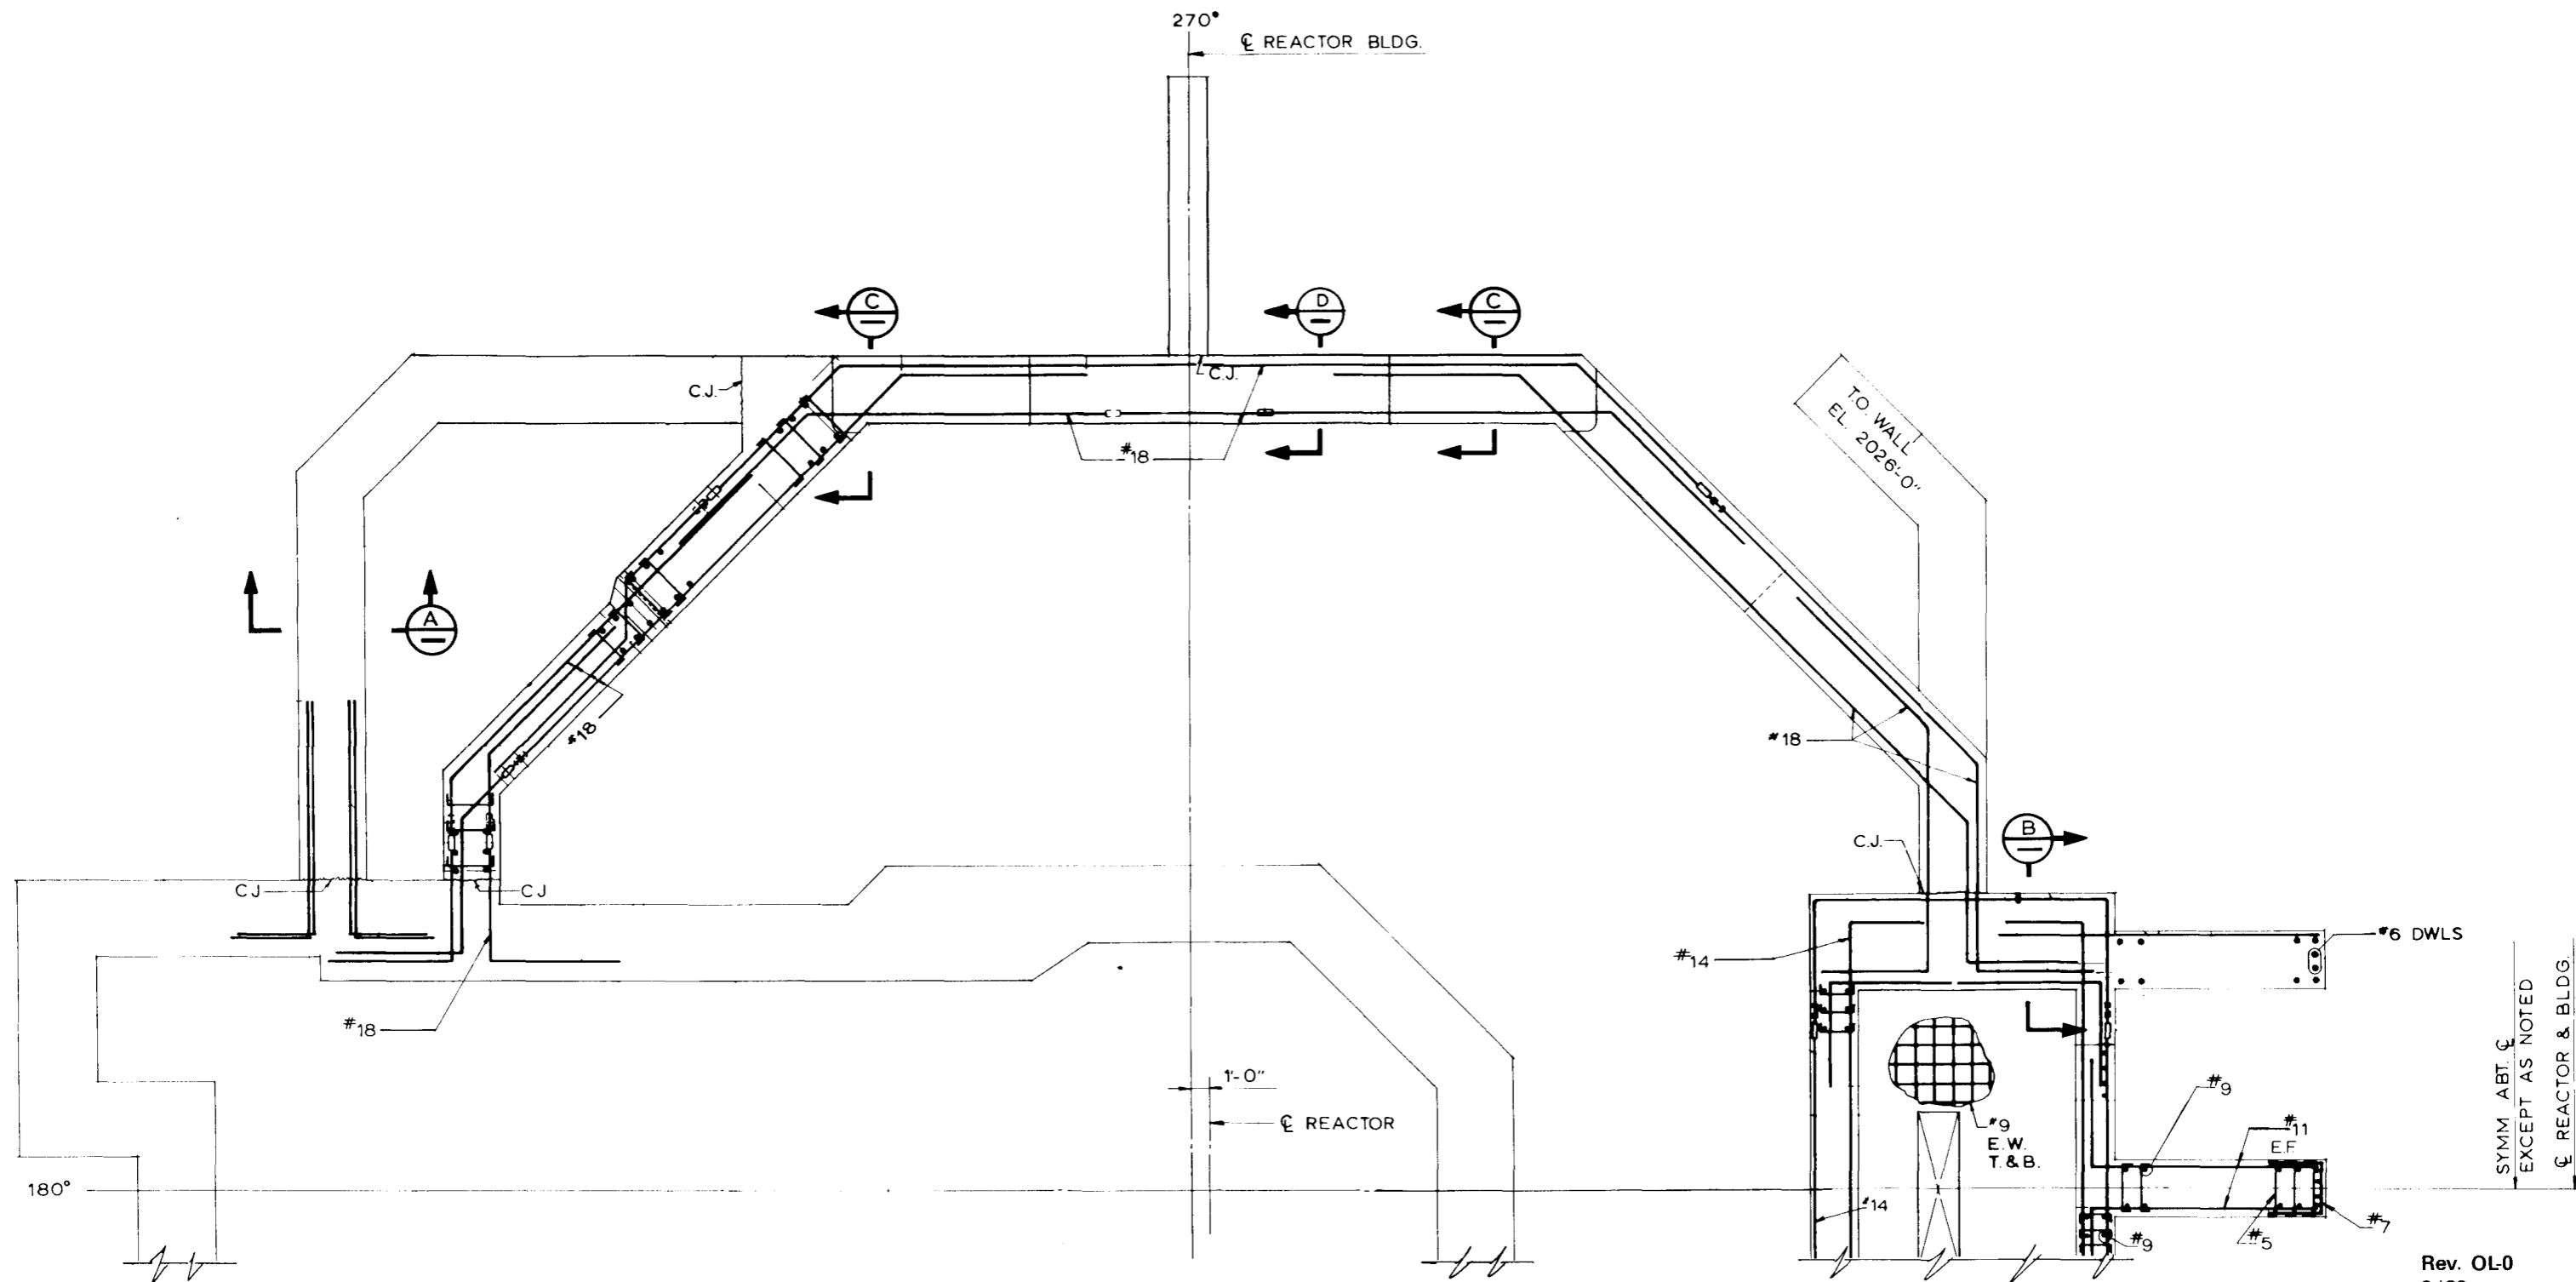 270°
℄ REACTOR BLDG.
C
D
C
C.J.
C.J.
T.O. WALL
EL. 2026'-0"
#18
A
#18
#18
B
C.J.
CJ
CJ
#6 DWLS
#14
#18
1'-0"
℄ REACTOR
#9
E.W.
T. & B.
#9
#11
E.F.
SYMM ABT. ℄
EXCEPT AS NOTED
℄ REACTOR & BLDG.
180°
#14
#9
#5
#7
Rev. OL-0